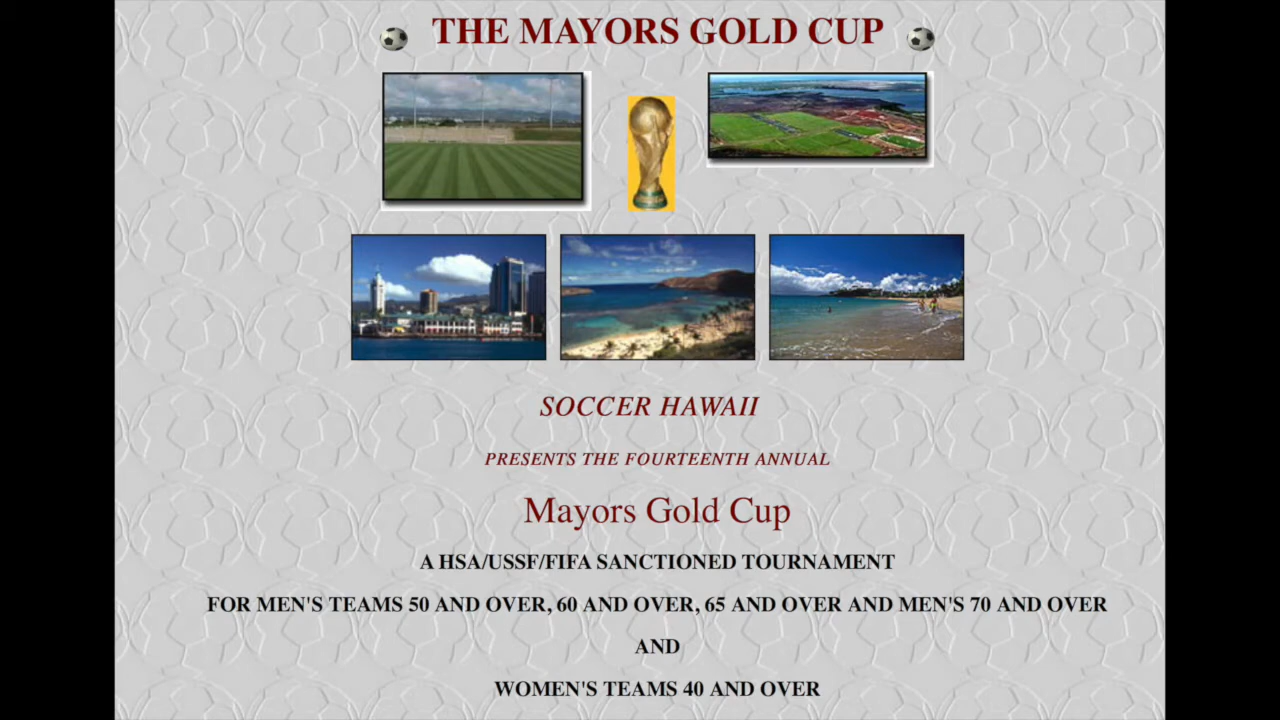 THE MAYORS GOLD CUP
SOCCER HAWAII
PRESENTS THE FOURTEENTH ANNUAL
Mayors Gold Cup
A HSA/USSF/FIFA SANCTIONED TOURNAMENT
FOR MEN'S TEAMS 50 AND OVER, 60 AND OVER, 65 AND OVER AND MEN'S 70 AND OVER
AND
WOMEN'S TEAMS 40 AND OVER